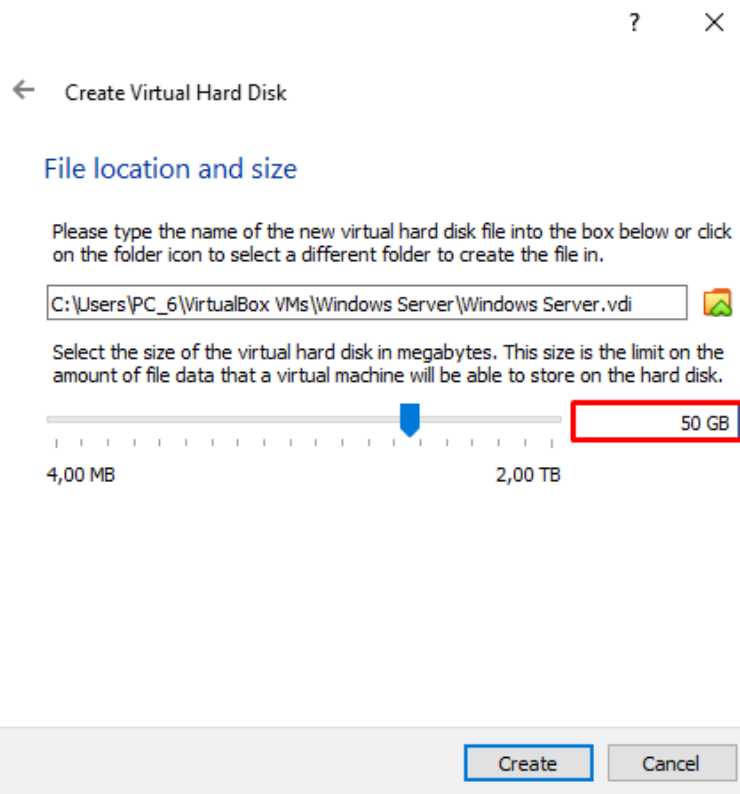 ?
Create Virtual Hard Disk
File location and size
Please type the name of the new virtual hard disk file into the box below or click
on the folder icon to select a different folder to create the file in.
C:\Users\PC_6\VirtualBox VMs\Windows Server\Windows Server.vdi
Select the size of the virtual hard disk in megabytes. This size is the limit on the
amount of file data that a virtual machine will be able to store on the hard disk.
50 GB
4,00 MB 2,00 TB
Create Cancel